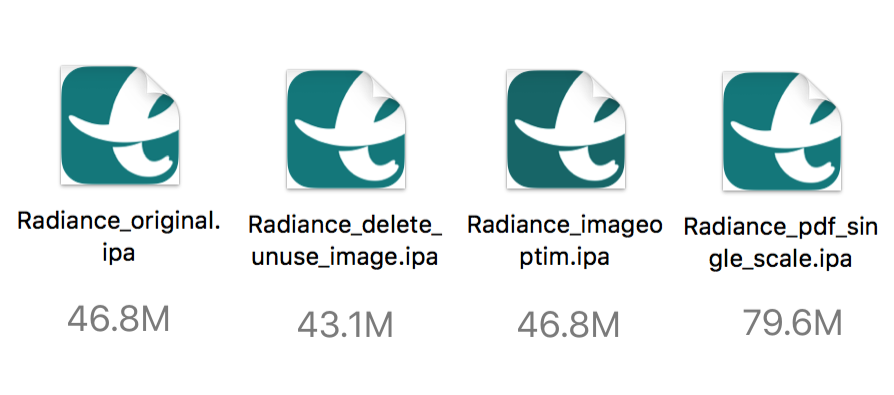 Radiance_original.
ipa
46.8M
Radiance_delete_
unuse_image.ipa
43.1M
Radiance_imageo
ptim.ipa
46.8M
Radiance_pdf_sin
gle_scale.ipa
79.6M